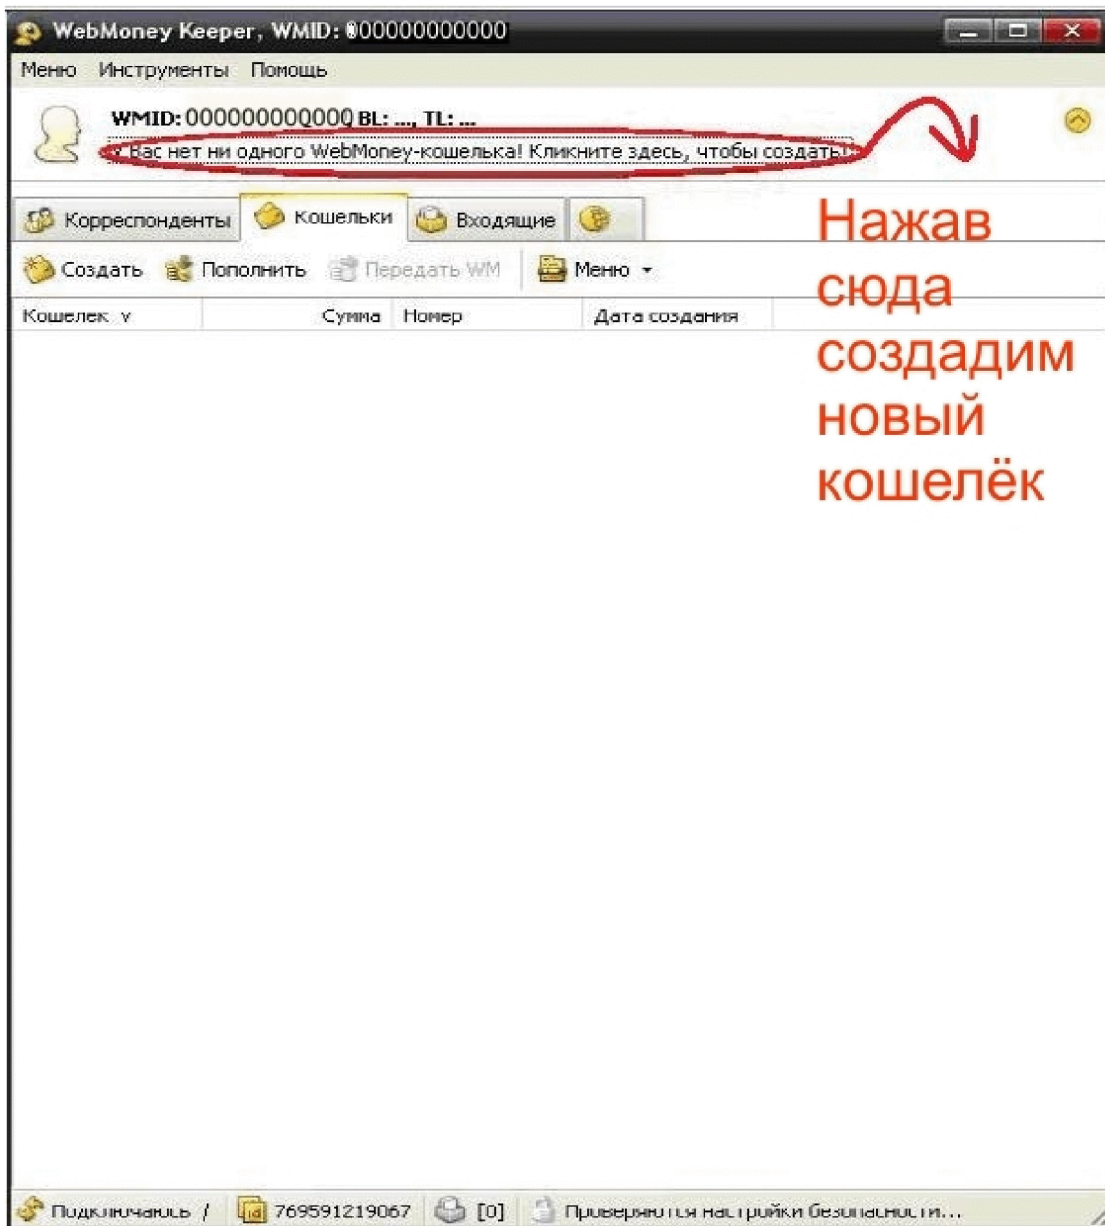 WebMoney Keeper, WMID: 000000000000
Меню Инструменты Помощь
WMID: 000000000000 BL: ..., TL: ...
У Вас нет ни одного WebMoney-кошелька! Кликните здесь, чтобы создать!
Корреспонденты Кошельки Входящие
Создать Пополнить Передать WM Меню
Кошелек v Сумма Номер Дата создания
Нажав
сюда
создадим
новый
кошелёк
Подключаюсь / 769591219067 [0] Проверяются настройки безопасности...